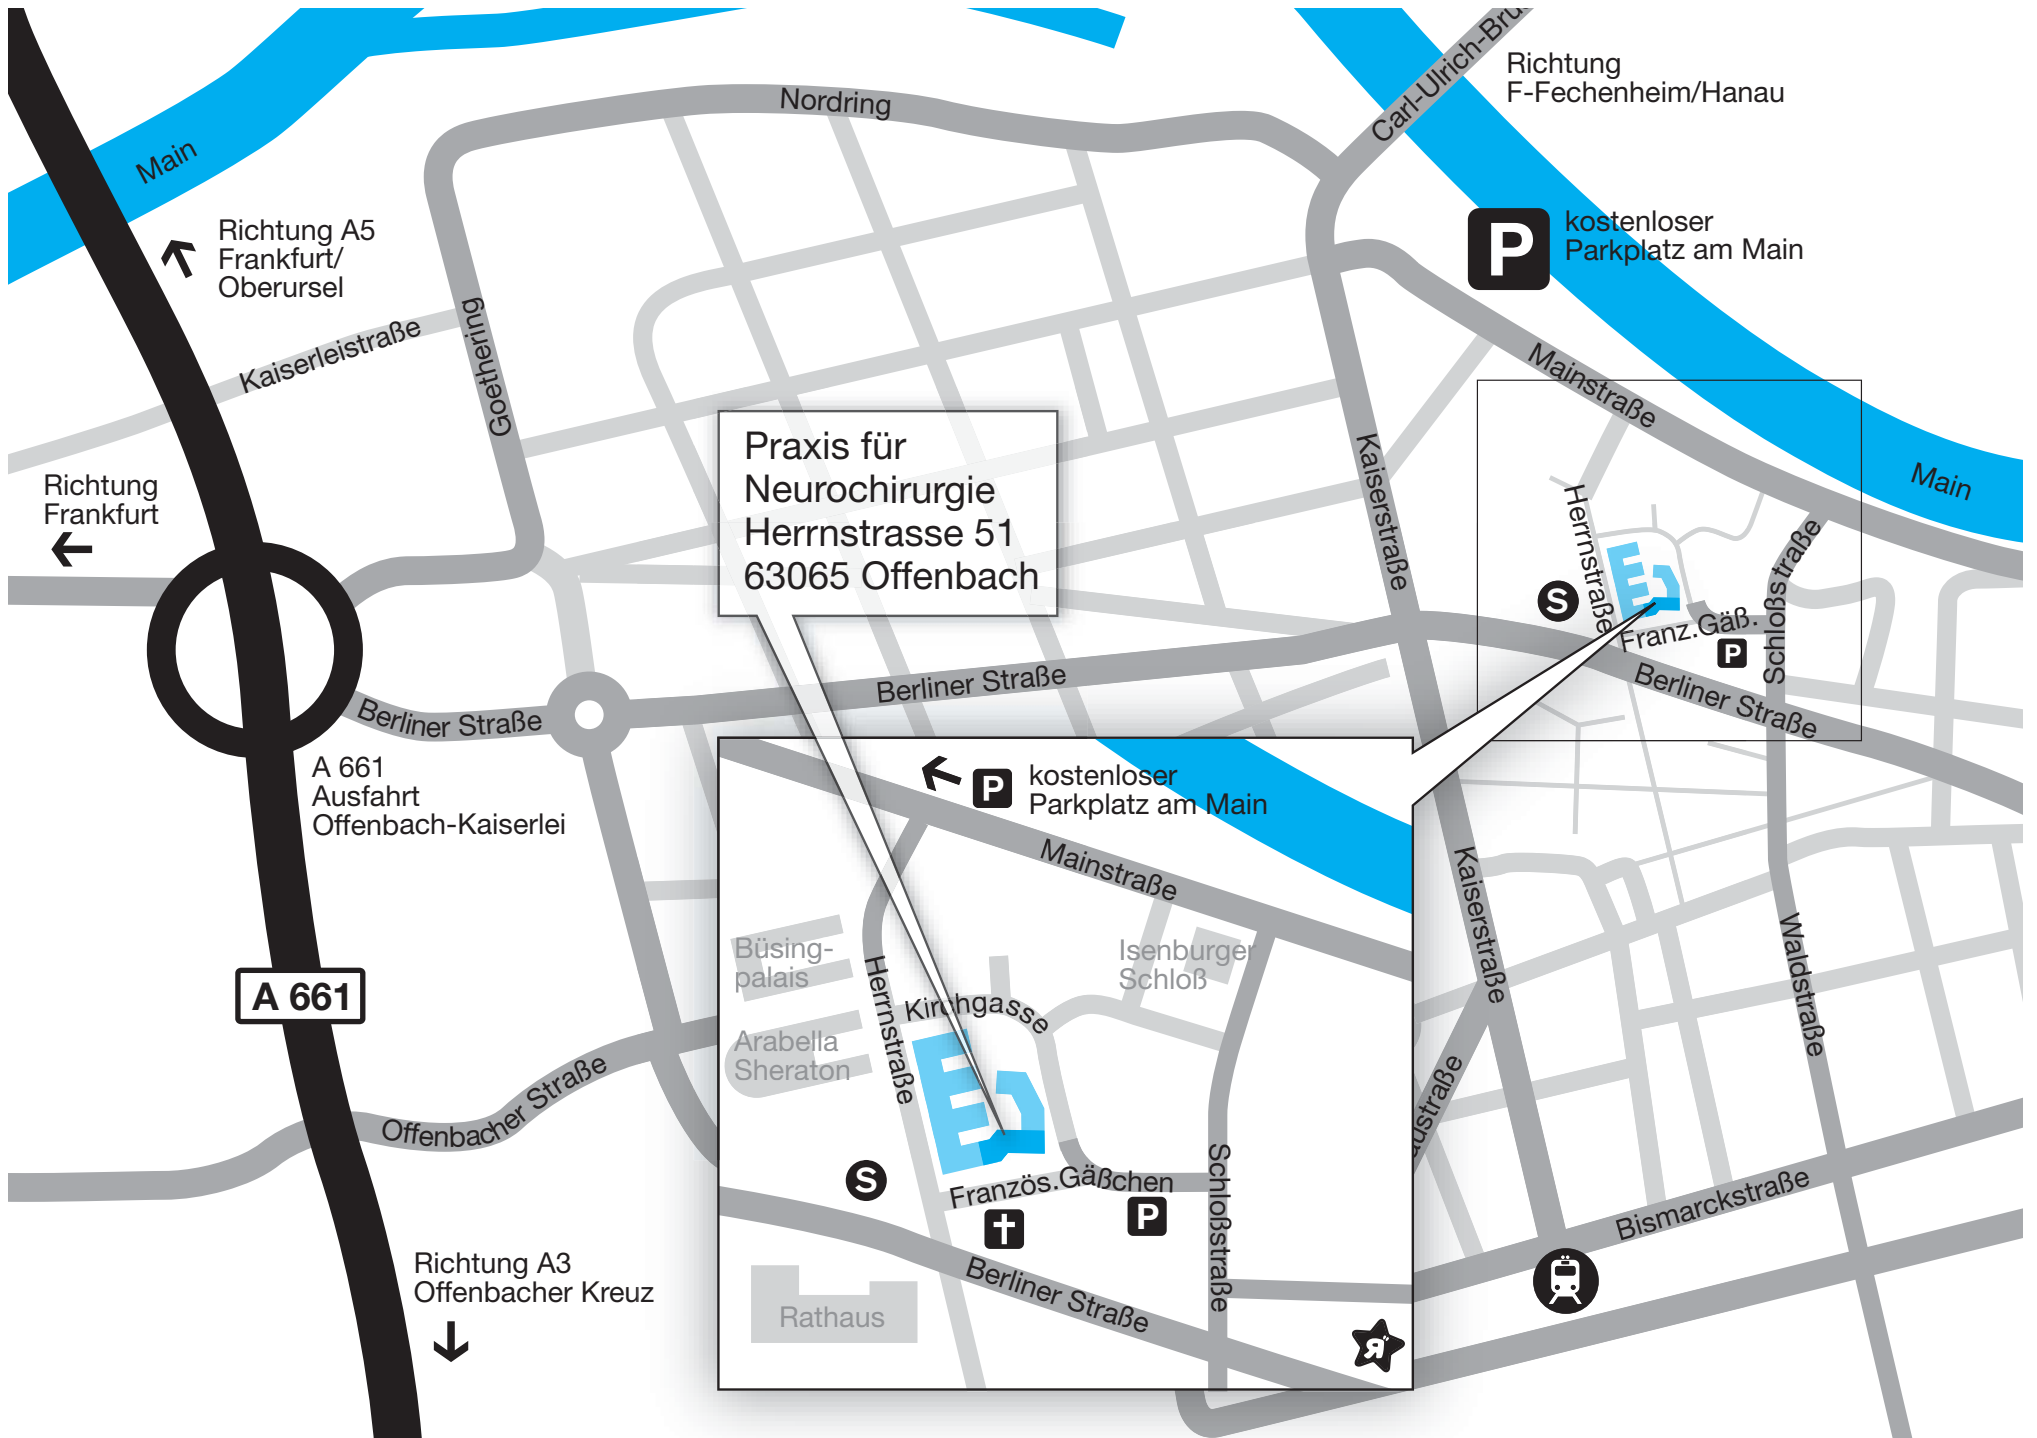 Nordring
Carl-Ulrich-Brü
Richtung
F-Fechenheim/Hanau
Main
Richtung A5
Frankfurt/
Oberursel
P
kostenloser
Parkplatz am Main
Kaiserleistraße
Goethering
Mainstraße
Praxis für
Neurochirurgie
Herrnstrasse 51
63065 Offenbach
Kaiserstraße
Main
Richtung
Frankfurt
Herrnstraße
Schloßstraße
S
Franz.Gäß.
P
Berliner Straße
Berliner Straße
Berliner Straße
A 661
Ausfahrt
Offenbach-Kaiserlei
P
kostenloser
Parkplatz am Main
Mainstraße
Kaiserstraße
Waldstraße
Büsing-
palais
Isenburger
Schloß
Herrnstraße
Kirchgasse
A 661
Arabella
Sheraton
Offenbacher Straße
austraße
S
Französ.Gäßchen
P
Schloßstraße
Bismarckstraße
Richtung A3
Offenbacher Kreuz
Berliner Straße
Rathaus
R